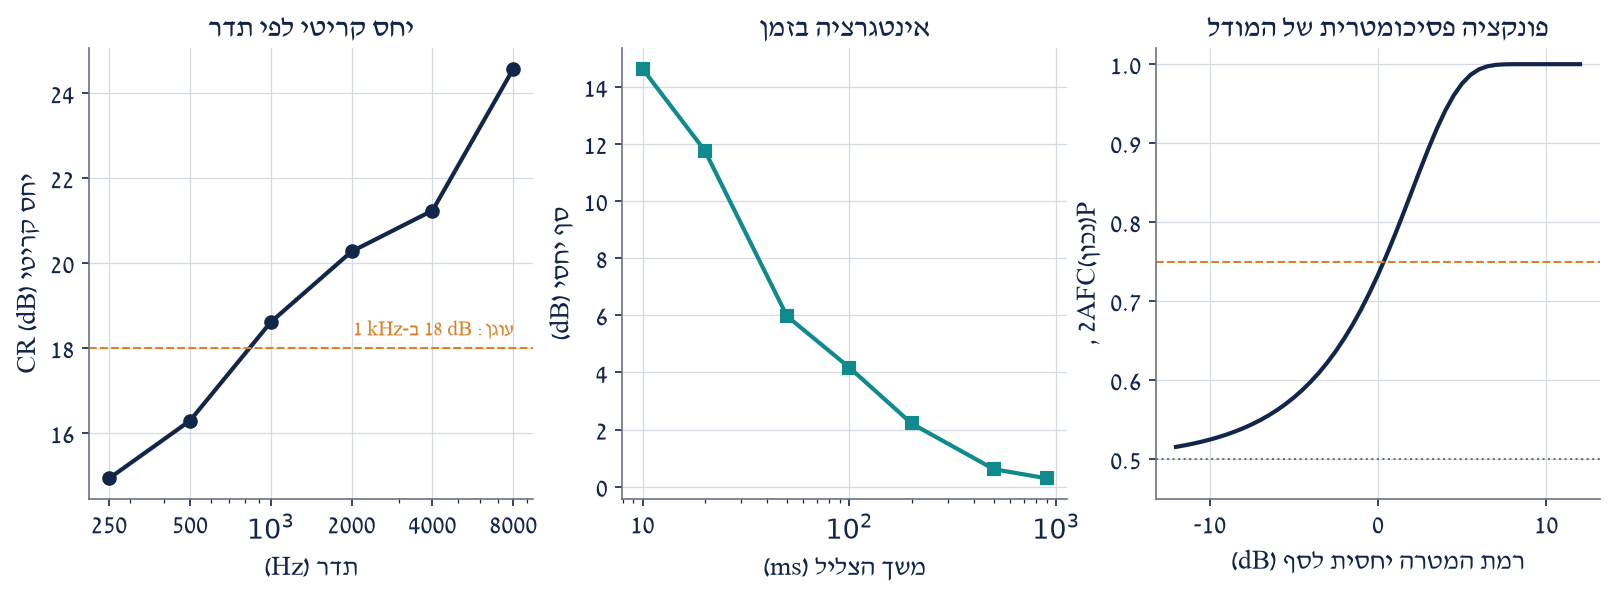 יחס קריטי לפי תדר
יחס קריטי CR (dB)
24
22
20
18
16
עוגן: 18 dB ב-1 kHz
250 500 10³ 2000 4000 8000
תדר (Hz)
אינטגרציה בזמן
סף יחסי (dB)
14
12
10
8
6
4
2
0
10 10² 10³
משך הצליל (ms)
פונקציה פסיכומטרית של המודל
P(נכון), 2AFC
1.0
0.9
0.8
0.7
0.6
0.5
-10 0 10
רמת המטרה יחסית לסף (dB)